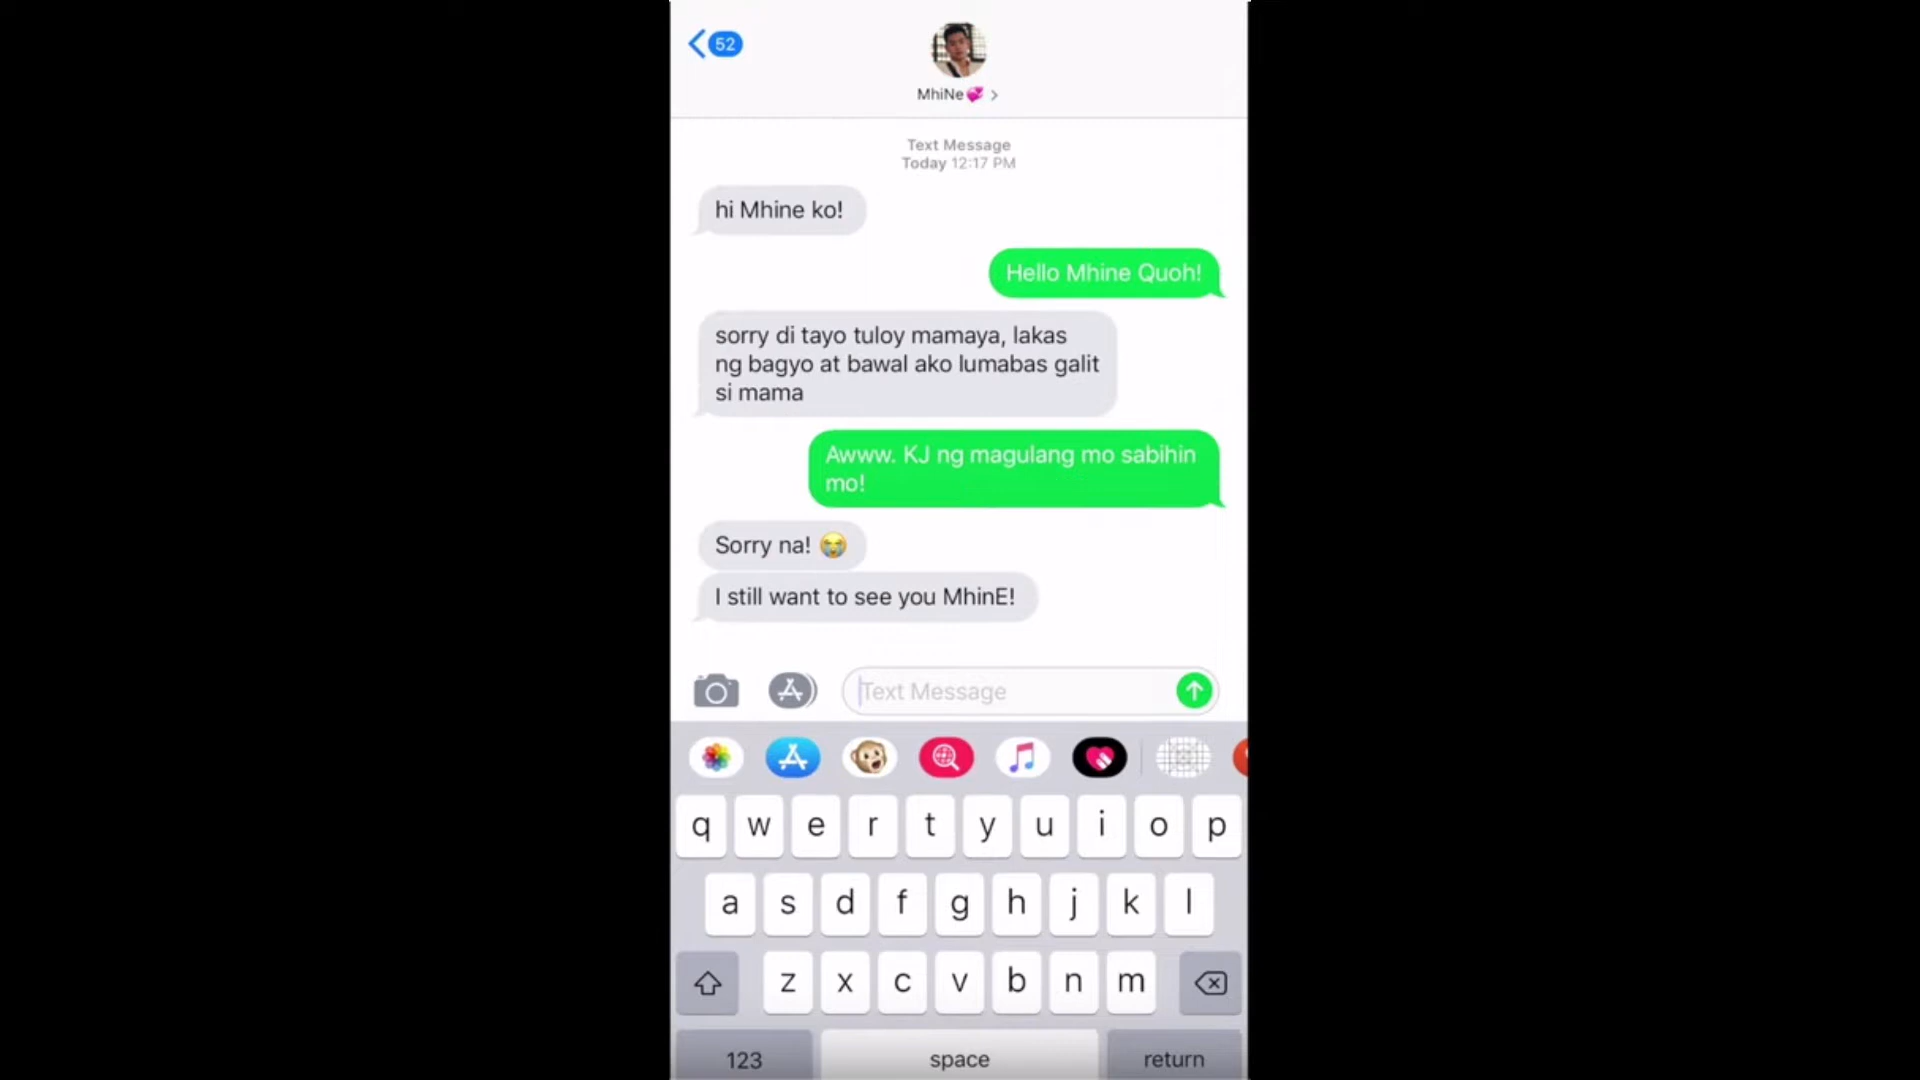 52
MhiNe💞 >
Text Message
Today 12:17 PM
hi Mhine ko!
Hello Mhine Quoh!
sorry di tayo tuloy mamaya, lakas
ng bagyo at bawal ako lumabas galit
si mama
Awww. KJ ng magulang mo sabihin
mo!
Sorry na! 😭
I still want to see you MhinE!
Text Message
q w e r t y u i o p
a s d f g h j k l
z x c v b n m
123 space return